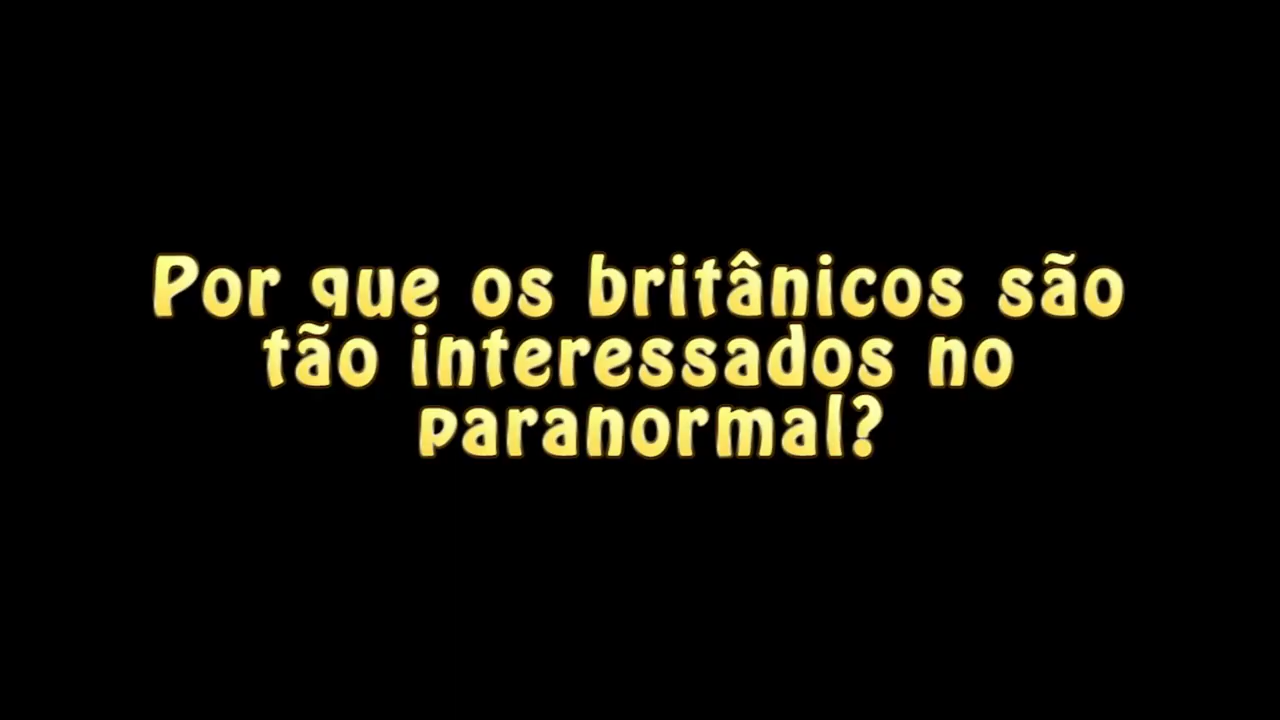 Por que os britânicos são
tão interessados no
paranormal?